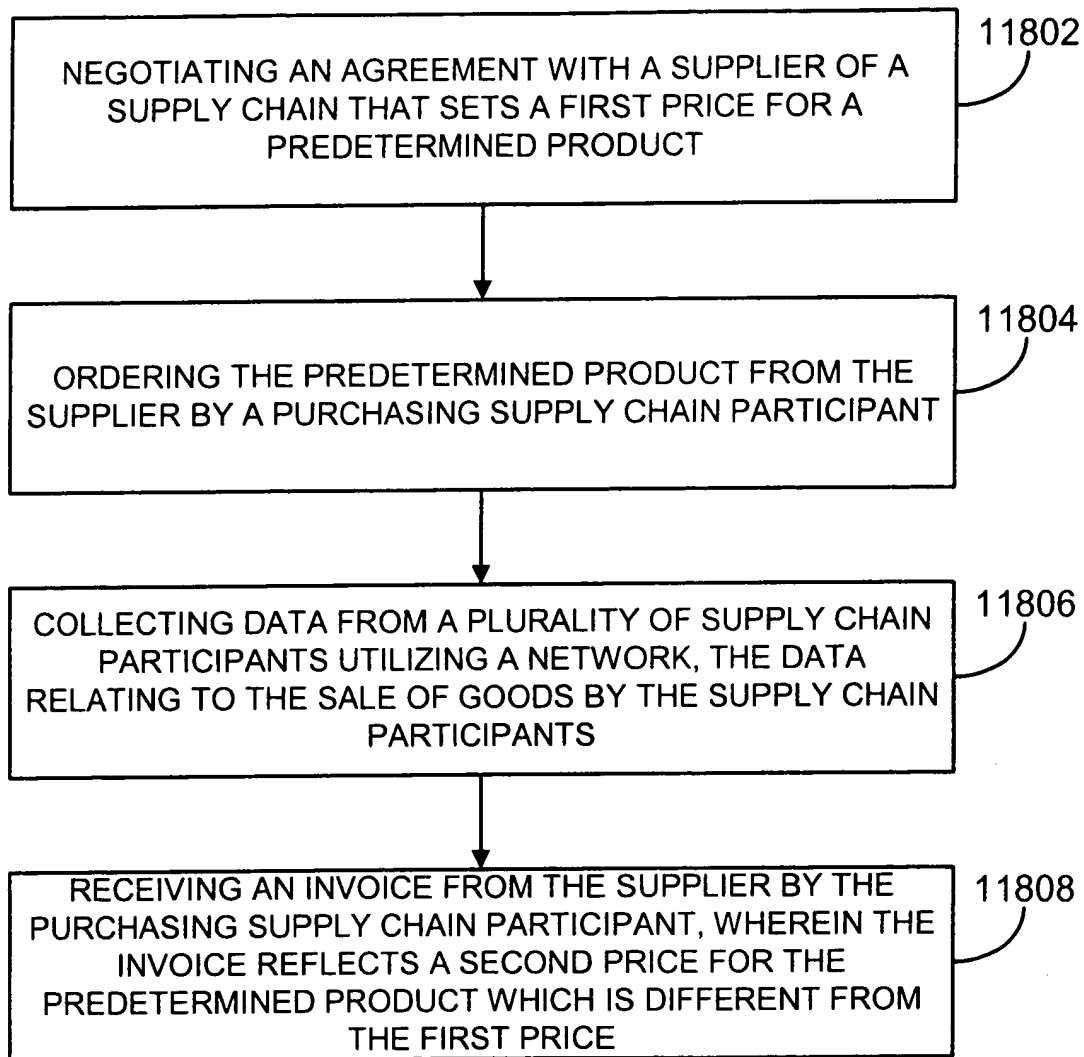 11802
NEGOTIATING AN AGREEMENT WITH A SUPPLIER OF A
SUPPLY CHAIN THAT SETS A FIRST PRICE FOR A
PREDETERMINED PRODUCT
11804
ORDERING THE PREDETERMINED PRODUCT FROM THE
SUPPLIER BY A PURCHASING SUPPLY CHAIN PARTICIPANT
11806
COLLECTING DATA FROM A PLURALITY OF SUPPLY CHAIN
PARTICIPANTS UTILIZING A NETWORK, THE DATA
RELATING TO THE SALE OF GOODS BY THE SUPPLY CHAIN
PARTICIPANTS
11808
RECEIVING AN INVOICE FROM THE SUPPLIER BY THE
PURCHASING SUPPLY CHAIN PARTICIPANT, WHEREIN THE
INVOICE REFLECTS A SECOND PRICE FOR THE
PREDETERMINED PRODUCT WHICH IS DIFFERENT FROM
THE FIRST PRICE